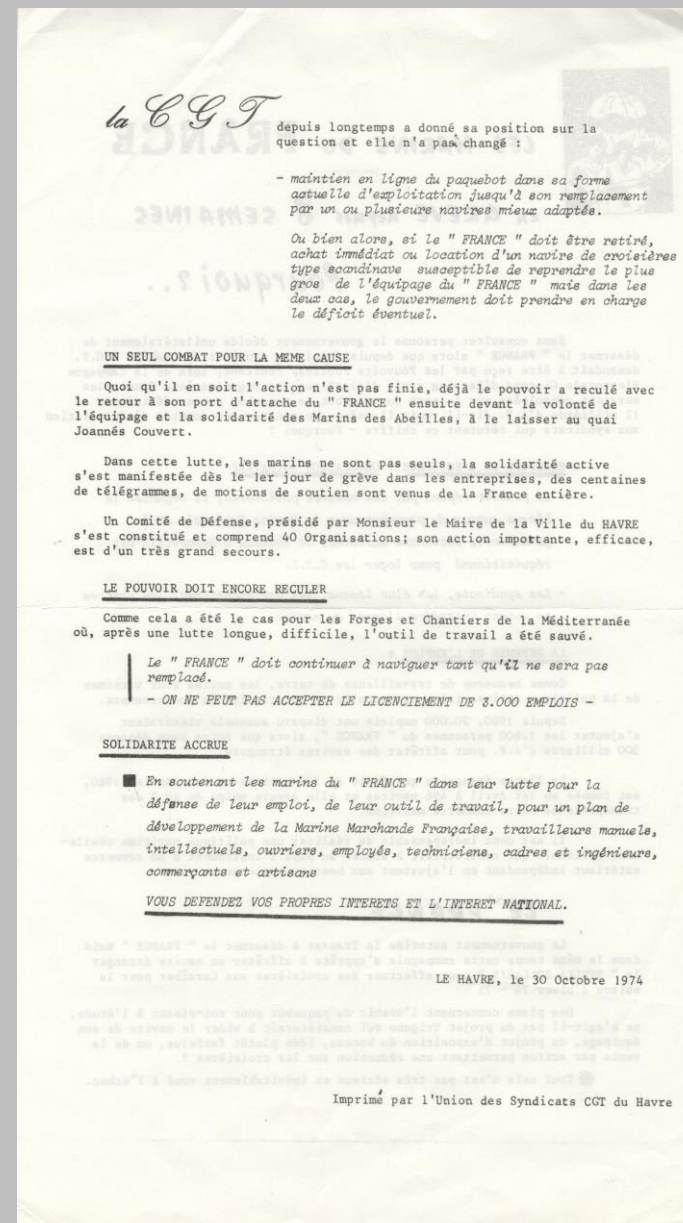 la CGT depuis longtemps a donné sa position sur la
question et elle n'a pas changé :
- maintien en ligne du paquebot dans sa forme
actuelle d'exploitation jusqu'à son remplacement
par un ou plusieurs navires mieux adaptés.
Ou bien alors, si le " FRANCE " doit être retiré,
achat immédiat ou location d'un navire de croisières
type scandinave susceptible de reprendre le plus
gros de l'équipage du " FRANCE " mais dans les
deux cas, le gouvernement doit prendre en charge
le déficit éventuel.
UN SEUL COMBAT POUR LA MEME CAUSE
Quoi qu'il en soit l'action n'est pas finie, déjà le pouvoir a reculé avec
le retour à son port d'attache du " FRANCE " ensuite devant la volonté de
l'équipage et la solidarité des Marins des Abeilles, à le laisser au quai
Joannés Couvert.
Dans cette lutte, les marins ne sont pas seuls, la solidarité active
s'est manifestée dès le 1er jour de grève dans les entreprises, des centaines
de télégrammes, de motions de soutien sont venus de la France entière.
Un Comité de Défense, présidé par Monsieur le Maire de la Ville du HAVRE
s'est constitué et comprend 40 Organisations; son action importante, efficace,
est d'un très grand secours.
LE POUVOIR DOIT ENCORE RECULER
Comme cela a été le cas pour les Forges et Chantiers de la Méditerranée
où, après une lutte longue, difficile, l'outil de travail a été sauvé.
Le " FRANCE " doit continuer à naviguer tant qu'il ne sera pas
remplacé.
- ON NE PEUT PAS ACCEPTER LE LICENCIEMENT DE 3.000 EMPLOIS -
SOLIDARITE ACCRUE
En soutenant les marins du " FRANCE " dans leur lutte pour la
défense de leur emploi, de leur outil de travail, pour un plan de
développement de la Marine Marchande Française, travailleurs manuels,
intellectuels, ouvriers, employés, techniciens, cadres et ingénieurs,
commerçants et artisans
VOUS DEFENDEZ VOS PROPRES INTERETS ET L'INTERET NATIONAL.
LE HAVRE, le 30 Octobre 1974
Imprimé par l'Union des Syndicats CGT du Havre